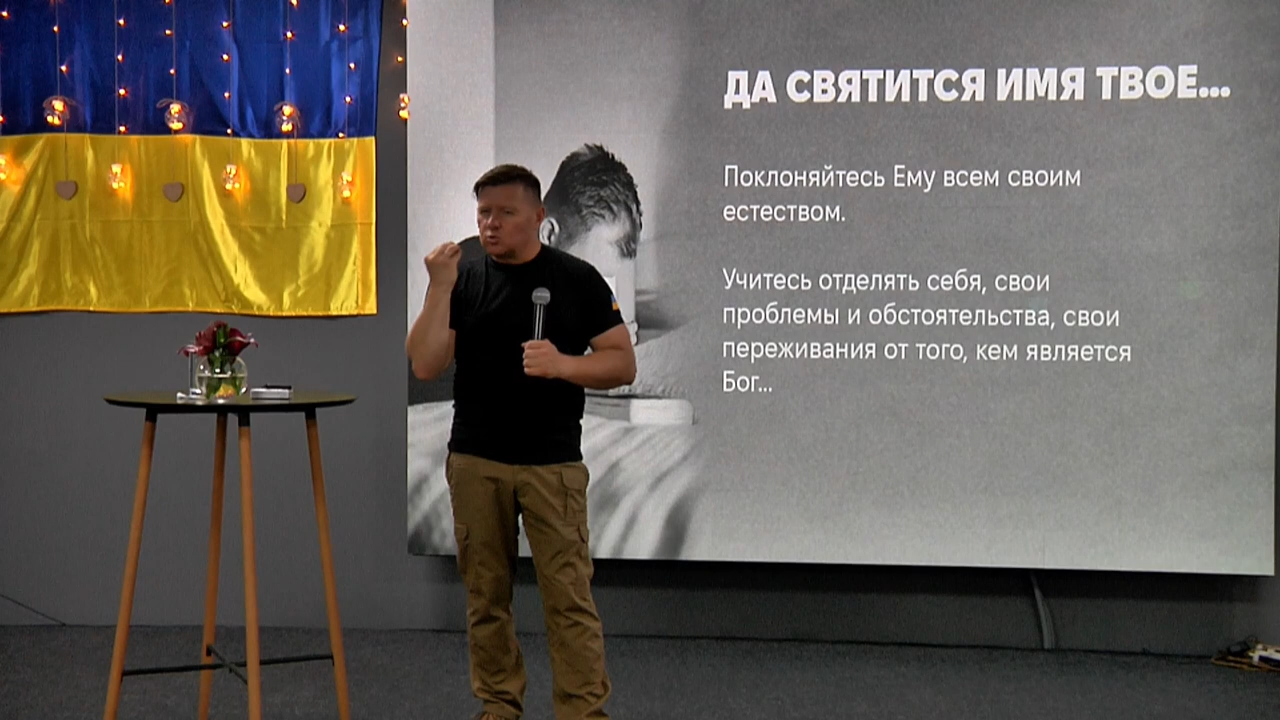 ДА СВЯТИТСЯ ИМЯ ТВОЕ...
Поклоняйтесь Ему всем своим
естеством.
Учитесь отделять себя, свои
проблемы и обстоятельства, свои
переживания от того, кем является
Бог...